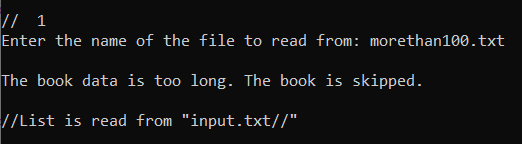 //  1
Enter the name of the file to read from: morethan100.txt
The book data is too long. The book is skipped.
//List is read from "input.txt//"